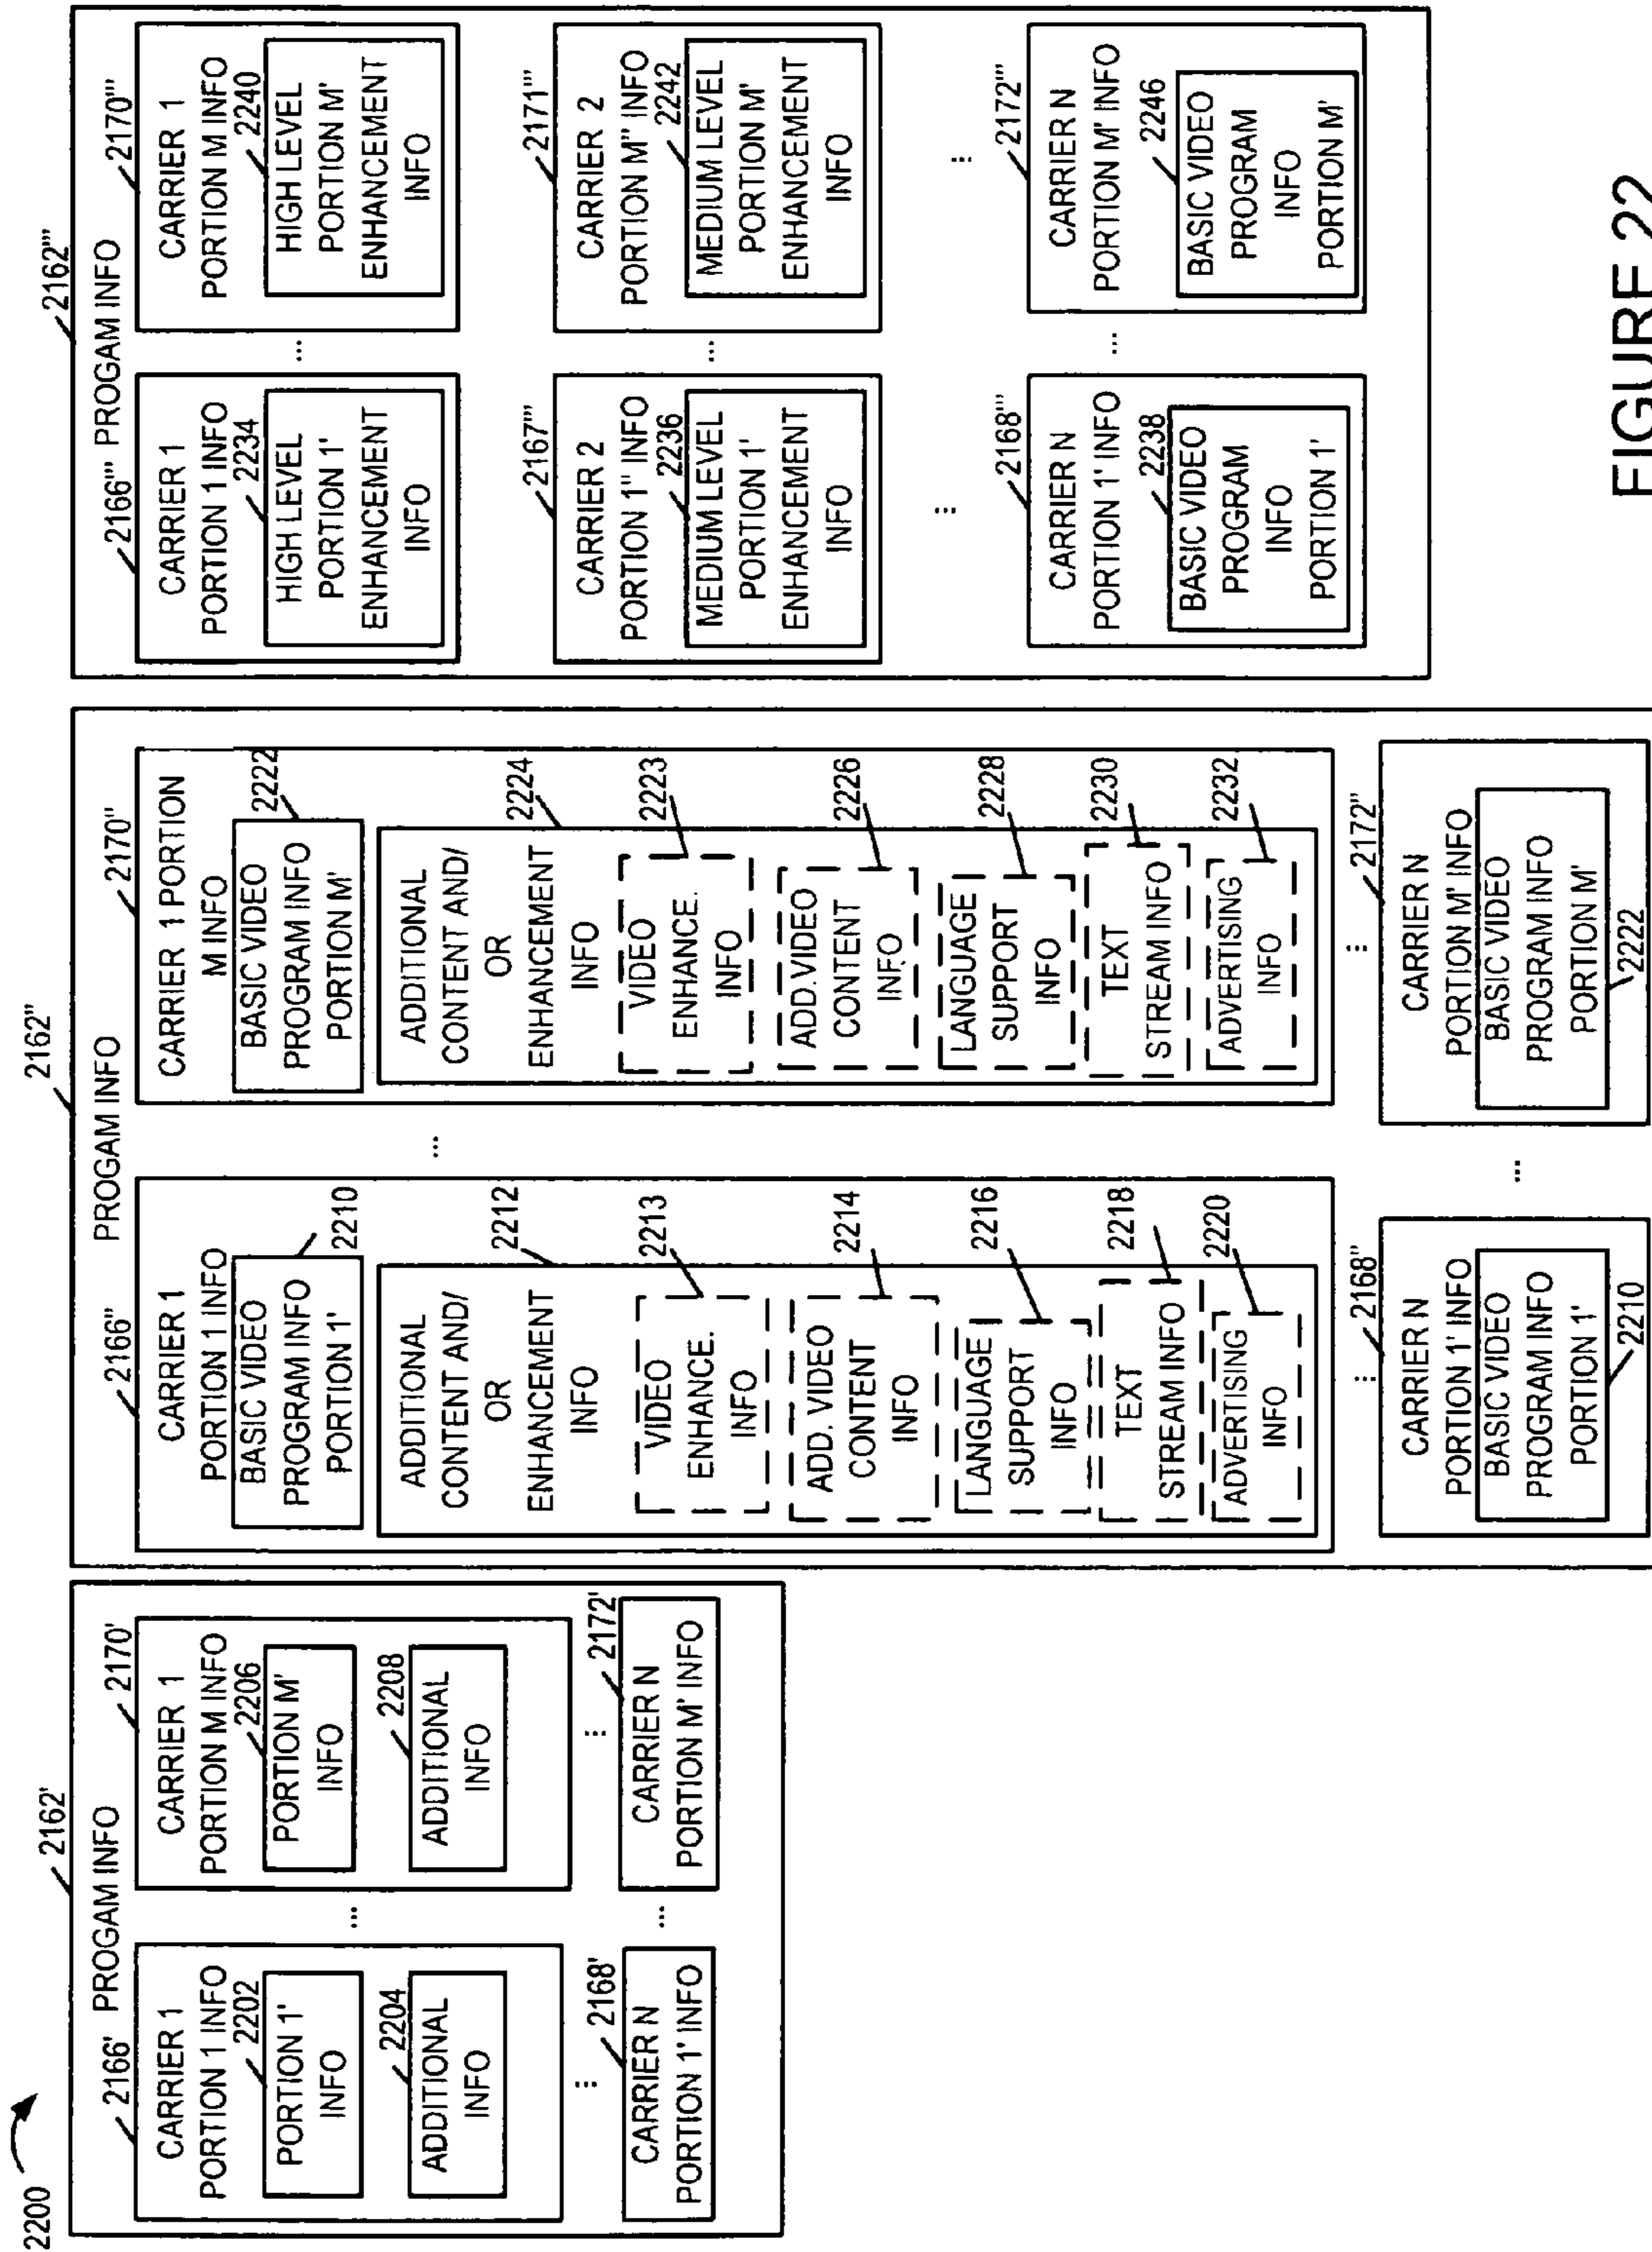 2200
2162'
PROGAM INFO
2166'
CARRIER 1
PORTION 1 INFO
2202
PORTION 1'
INFO
2204
ADDITIONAL
INFO
...
2170'
CARRIER 1
PORTION M INFO
2206
PORTION M'
INFO
2208
ADDITIONAL
INFO
...
2168'
CARRIER N
PORTION 1' INFO
...
...
2172'
CARRIER N
PORTION M' INFO
2162"
PROGAM INFO
2166"
CARRIER 1
PORTION 1 INFO
BASIC VIDEO
PROGRAM INFO
PORTION 1'
2210
ADDITIONAL
CONTENT AND/
OR
ENHANCEMENT
INFO
2212
VIDEO
ENHANCE.
INFO
2213
ADD. VIDEO
CONTENT
INFO
2214
LANGUAGE
SUPPORT
INFO
2216
TEXT
STREAM INFO
2218
ADVERTISING
INFO
2220
...
2170"
CARRIER 1 PORTION
M INFO
BASIC VIDEO
PROGRAM INFO
PORTION M'
2222
ADDITIONAL
CONTENT AND/
OR
ENHANCEMENT
INFO
2224
VIDEO
ENHANCE.
INFO
2223
ADD.VIDEO
CONTENT
INFO
2226
LANGUAGE
SUPPORT
INFO
2228
TEXT
STREAM INFO
2230
ADVERTISING
INFO
2232
...
2168"
CARRIER N
PORTION 1' INFO
BASIC VIDEO
PROGRAM INFO
PORTION 1'
2210
...
...
2172"
CARRIER N
PORTION M' INFO
BASIC VIDEO
PROGRAM INFO
PORTION M'
2222
2162'''
PROGAM INFO
2166'''
CARRIER 1
PORTION 1 INFO
2234
HIGH LEVEL
PORTION 1'
ENHANCEMENT
INFO
...
2170'''
CARRIER 1
PORTION M INFO
2240
HIGH LEVEL
PORTION M'
ENHANCEMENT
INFO
2167'''
CARRIER 2
PORTION 1" INFO
2236
MEDIUM LEVEL
PORTION 1'
ENHANCEMENT
INFO
...
2171'''
CARRIER 2
PORTION M" INFO
2242
MEDIUM LEVEL
PORTION M'
ENHANCEMENT
INFO
...
2168'''
CARRIER N
PORTION 1' INFO
2238
BASIC VIDEO
PROGRAM
INFO
PORTION 1'
...
...
2172'''
CARRIER N
PORTION M' INFO
2246
BASIC VIDEO
PROGRAM
INFO
PORTION M'
FIGURE 22